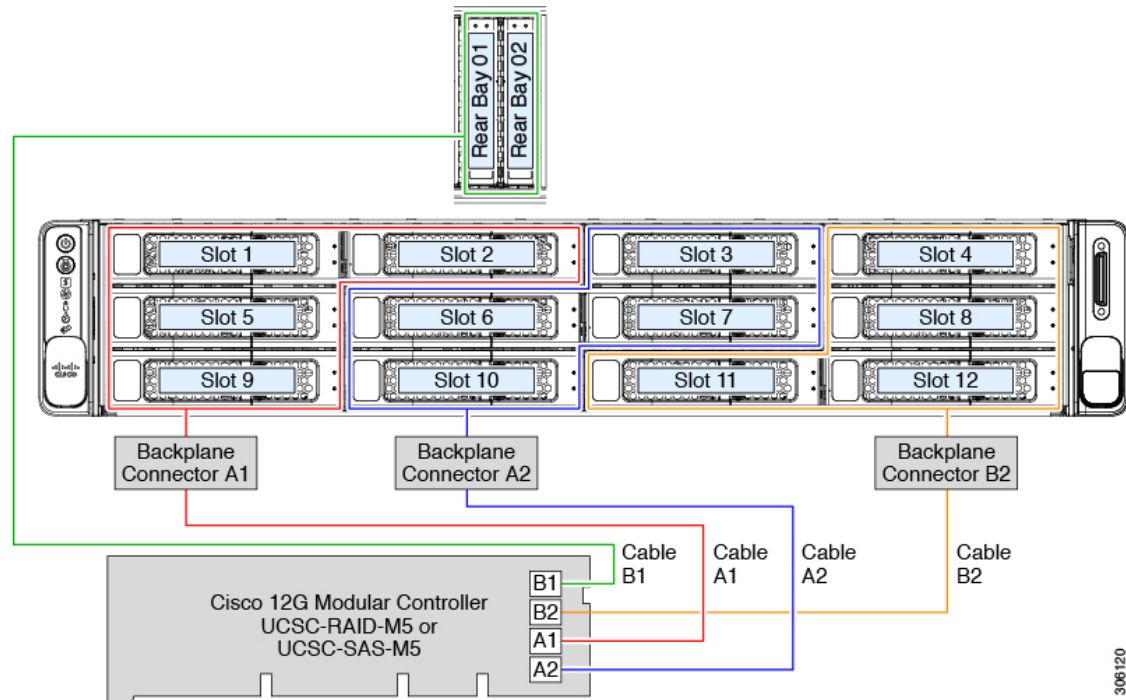 Rear Bay 01
Rear Bay 02
Slot 1
Slot 2
Slot 3
Slot 4
Slot 5
Slot 6
Slot 7
Slot 8
Slot 9
Slot 10
Slot 11
Slot 12
CISCO
Backplane
Connector A1
Backplane
Connector A2
Backplane
Connector B2
Cable
B1
Cable
A1
Cable
A2
Cable
B2
Cisco 12G Modular Controller
UCSC-RAID-M5 or
UCSC-SAS-M5
B1
B2
A1
A2
306120